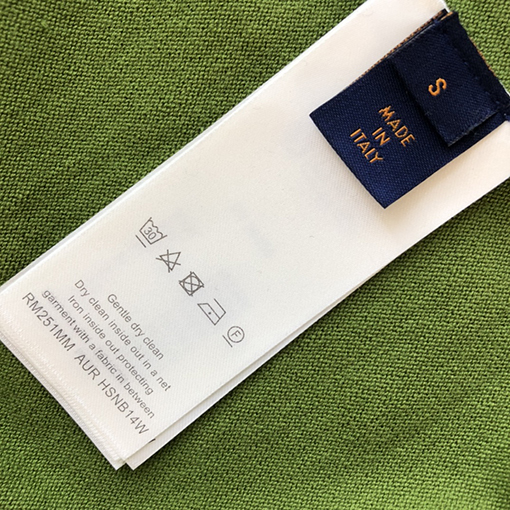 S
MADE
IN
ITALY
30
F
Gentle dry clean
Dry clean inside out in a net
Iron inside out protecting
garment with a fabric in between
RM251MM AUR HSNB14W